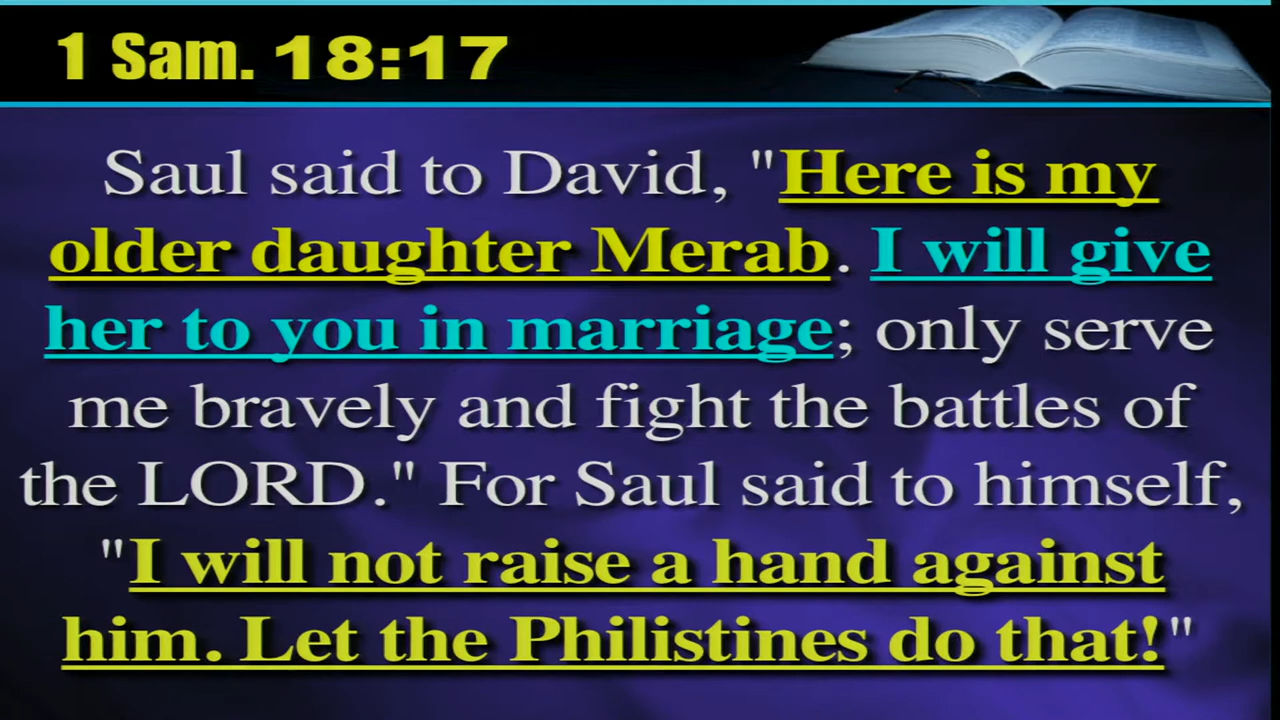 1 Sam. 18:17
Saul said to David, "Here is my
older daughter Merab. I will give
her to you in marriage; only serve
me bravely and fight the battles of
the LORD." For Saul said to himself,
"I will not raise a hand against
him. Let the Philistines do that!"